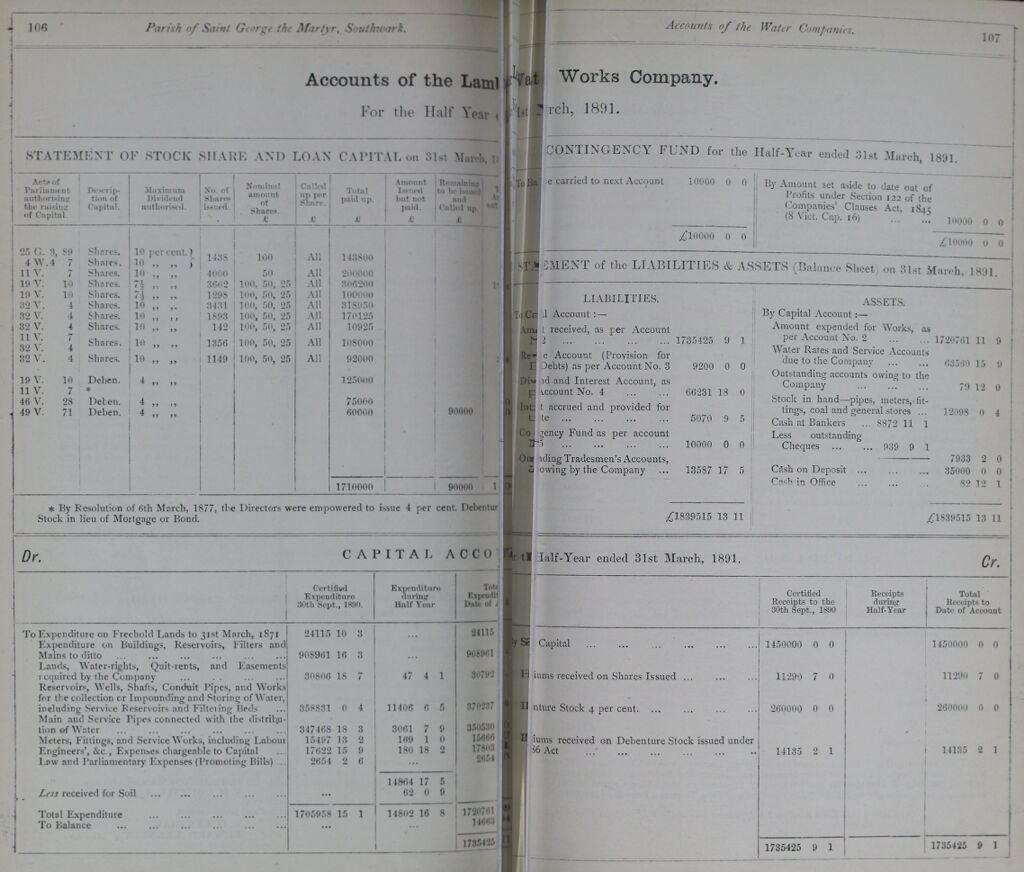 106
Parish of Saint George the Martyr, Southwark.
Accounts of the Lam
For the Half Year
STATEMENT OF STOCK SHARE AND LOAN CAPITAL on 31st March,
Acts of Parliament authorising the raising of Capital. Description of Capital. Maximum Dividend authorised. No. of Shares issued. Nominal amount of Shares. £ Called up per Share. £ Total paid up. £ Amount Issued but not paid. £ Remaining to be issued and Called up. £
25 G. 3, 89 Shares. 10 per cent. }
4 W.4 7 Shares. 10 ,, ,, } 1438 100 All 143800
11 V. 7 Shares. 10 ,, ,, 4000 50 All 200000
19 V. 10 Shares. 7½ ,, ,, 3662 100, 50, 25 All 306200
19 V. 10 Shares. 7½ ,, ,, 1298 100, 50, 25 All 100000
32 V. 4 Shares. 10 ,, ,, 3431 100, 50, 25 All 318950
32 V. 4 Shares. 10 ,, ,, 1893 100, 50, 25 All 170125
32 V. 4 Shares. 10 ,, ,, 142 100, 50, 25 All 10925
11 V. 7
32 V. 4 Shares. 10 ,, ,, 1356 100, 50, 25 All 108000
32 V. 4 Shares. 10 ,, ,, 1149 100, 50, 25 All 92000
19 V. 10 Deben. 4 ,, ,, 125000
11 V. 7 *
46 V. 28 Deben. 4 ,, ,, 75000
49 V. 71 Deben. 4 ,, ,, 60000 90000
1710000 90000
* By Resolution of 6th March, 1877, the Directors were empowered to issue 4 per cent. Debentur
Stock in lieu of Mortgage or Bond.
Dr. CAPITAL ACCO
Certified Expenditure 30th Sept., 1890. Expenditure during Half Year
To Expenditure on Freehold Lands to 31st March, 1871 24115 10 3 ... 24115
Expenditure on Buildings, Reservoirs, Filters and
Mains to ditto ... 908961 16 3 ... 908961
Lands, Water-rights, Quit-rents, and Easements
required by the Company ... 30806 18 7 47 4 1 30792
Reservoirs, Wells, Shafts, Conduit Pipes, and Works
for the collection or Impounding and Storing of Water,
including Service Reservoirs and Filtering Beds ... 358831 0 4 11406 6 5 370237
Main and Service Pipes connected with the distribu-
tion of Water ... 347468 18 3 3061 7 9 350530
Meters, Fittings, and Service Works, including Labour 15497 13 2 169 1 0 15666
Engineers', &c., Expenses chargeable to Capital ... 17622 15 9 180 18 2 17803
Law and Parliamentary Expenses (Promoting Bills) ... 2654 2 6 ... 2654
14864 17 5
Less received for Soil ... ... 62 0 9
Total Expenditure ... 1705958 15 1 14802 16 8 1720761
To Balance ... ... ... 14663
1735425
Accounts of the Water Companies.
107
Works Company.
rch, 1891.
CONTINGENCY FUND for the Half-Year ended 31st March, 1891.
e carried to next Account 10000 0 0
£10000 0 0
By Amount set aside to date out of
Profits under Section 122 of the
Companies' Clauses Act, 1845
(8 Vict. Cap. 16) ... ... 10000 0 0
£10000 0 0
EMENT of the LIABILITIES & ASSETS (Balance Sheet) on 31st March, 1891.
LIABILITIES.
l Account :—
t received, as per Account
2 ... ... ... ... 1735425 9 1
e Account (Provision for
Debts) as per Account No. 3 9200 0 0
nd and Interest Account, as
Account No. 4 ... ... 66231 18 0
t accrued and provided for
te ... ... ... ... 5070 9 5
gency Fund as per account
... ... ... ... 10000 0 0
ding Tradesmen's Accounts,
owing by the Company ... 13587 17 5
£1839515 13 11
ASSETS.
By Capital Account :—
Amount expended for Works, as
per Account No. 2 ... ... 1720761 11 9
Water Rates and Service Accounts
due to the Company ... ... 63560 15 9
Outstanding accounts owing to the
Company ... ... ... 79 12 0
Stock in hand—pipes, meters, fit-
tings, coal and general stores ... 12098 0 4
Cash at Bankers ... 8872 11 1
Less outstanding
Cheques ... ... 939 9 1
7933 2 0
Cash on Deposit ... ... ... 35000 0 0
Cash in Office ... ... ... 82 12 1
£1839515 13 11
Half-Year ended 31st March, 1891. Cr.
Certified Receipts to the 30th Sept., 1890 Receipts during Half-Year Total Receipts to Date of Account
Capital ... ... ... ... ... ... 1450000 0 0 1450000 0 0
iums received on Shares Issued ... ... ... 11290 7 0 11290 7 0
nture Stock 4 per cent. ... ... ... ... 260000 0 0 260000 0 0
iums received on Debenture Stock issued under
86 Act ... ... ... ... ... 14135 2 1 14135 2 1
1735425 9 1 1735425 9 1